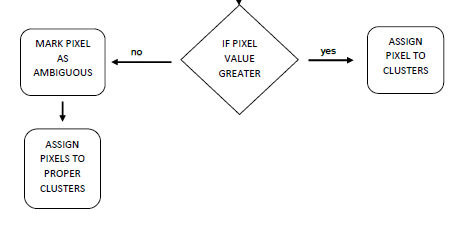 MARK PIXEL
AS
AMBIGUOUS
no
IF PIXEL
VALUE
GREATER
yes
ASSIGN
PIXEL TO
CLUSTERS
ASSIGN
PIXELS TO
PROPER
CLUSTERS